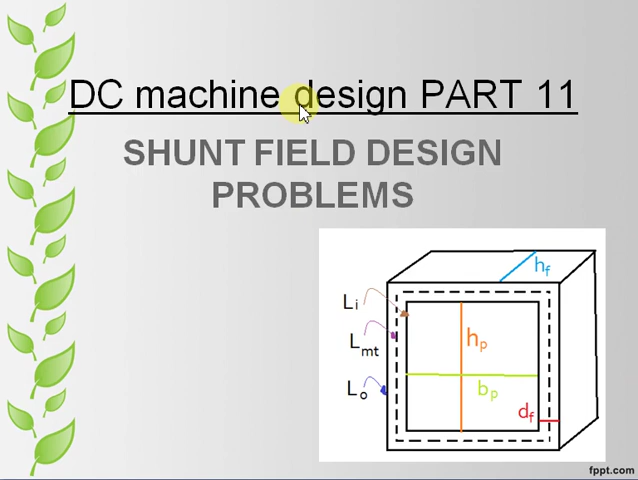 DC machine design PART 11
SHUNT FIELD DESIGN
PROBLEMS
hf
Li
Lmt
hp
Lo
bp
df
fppt.com